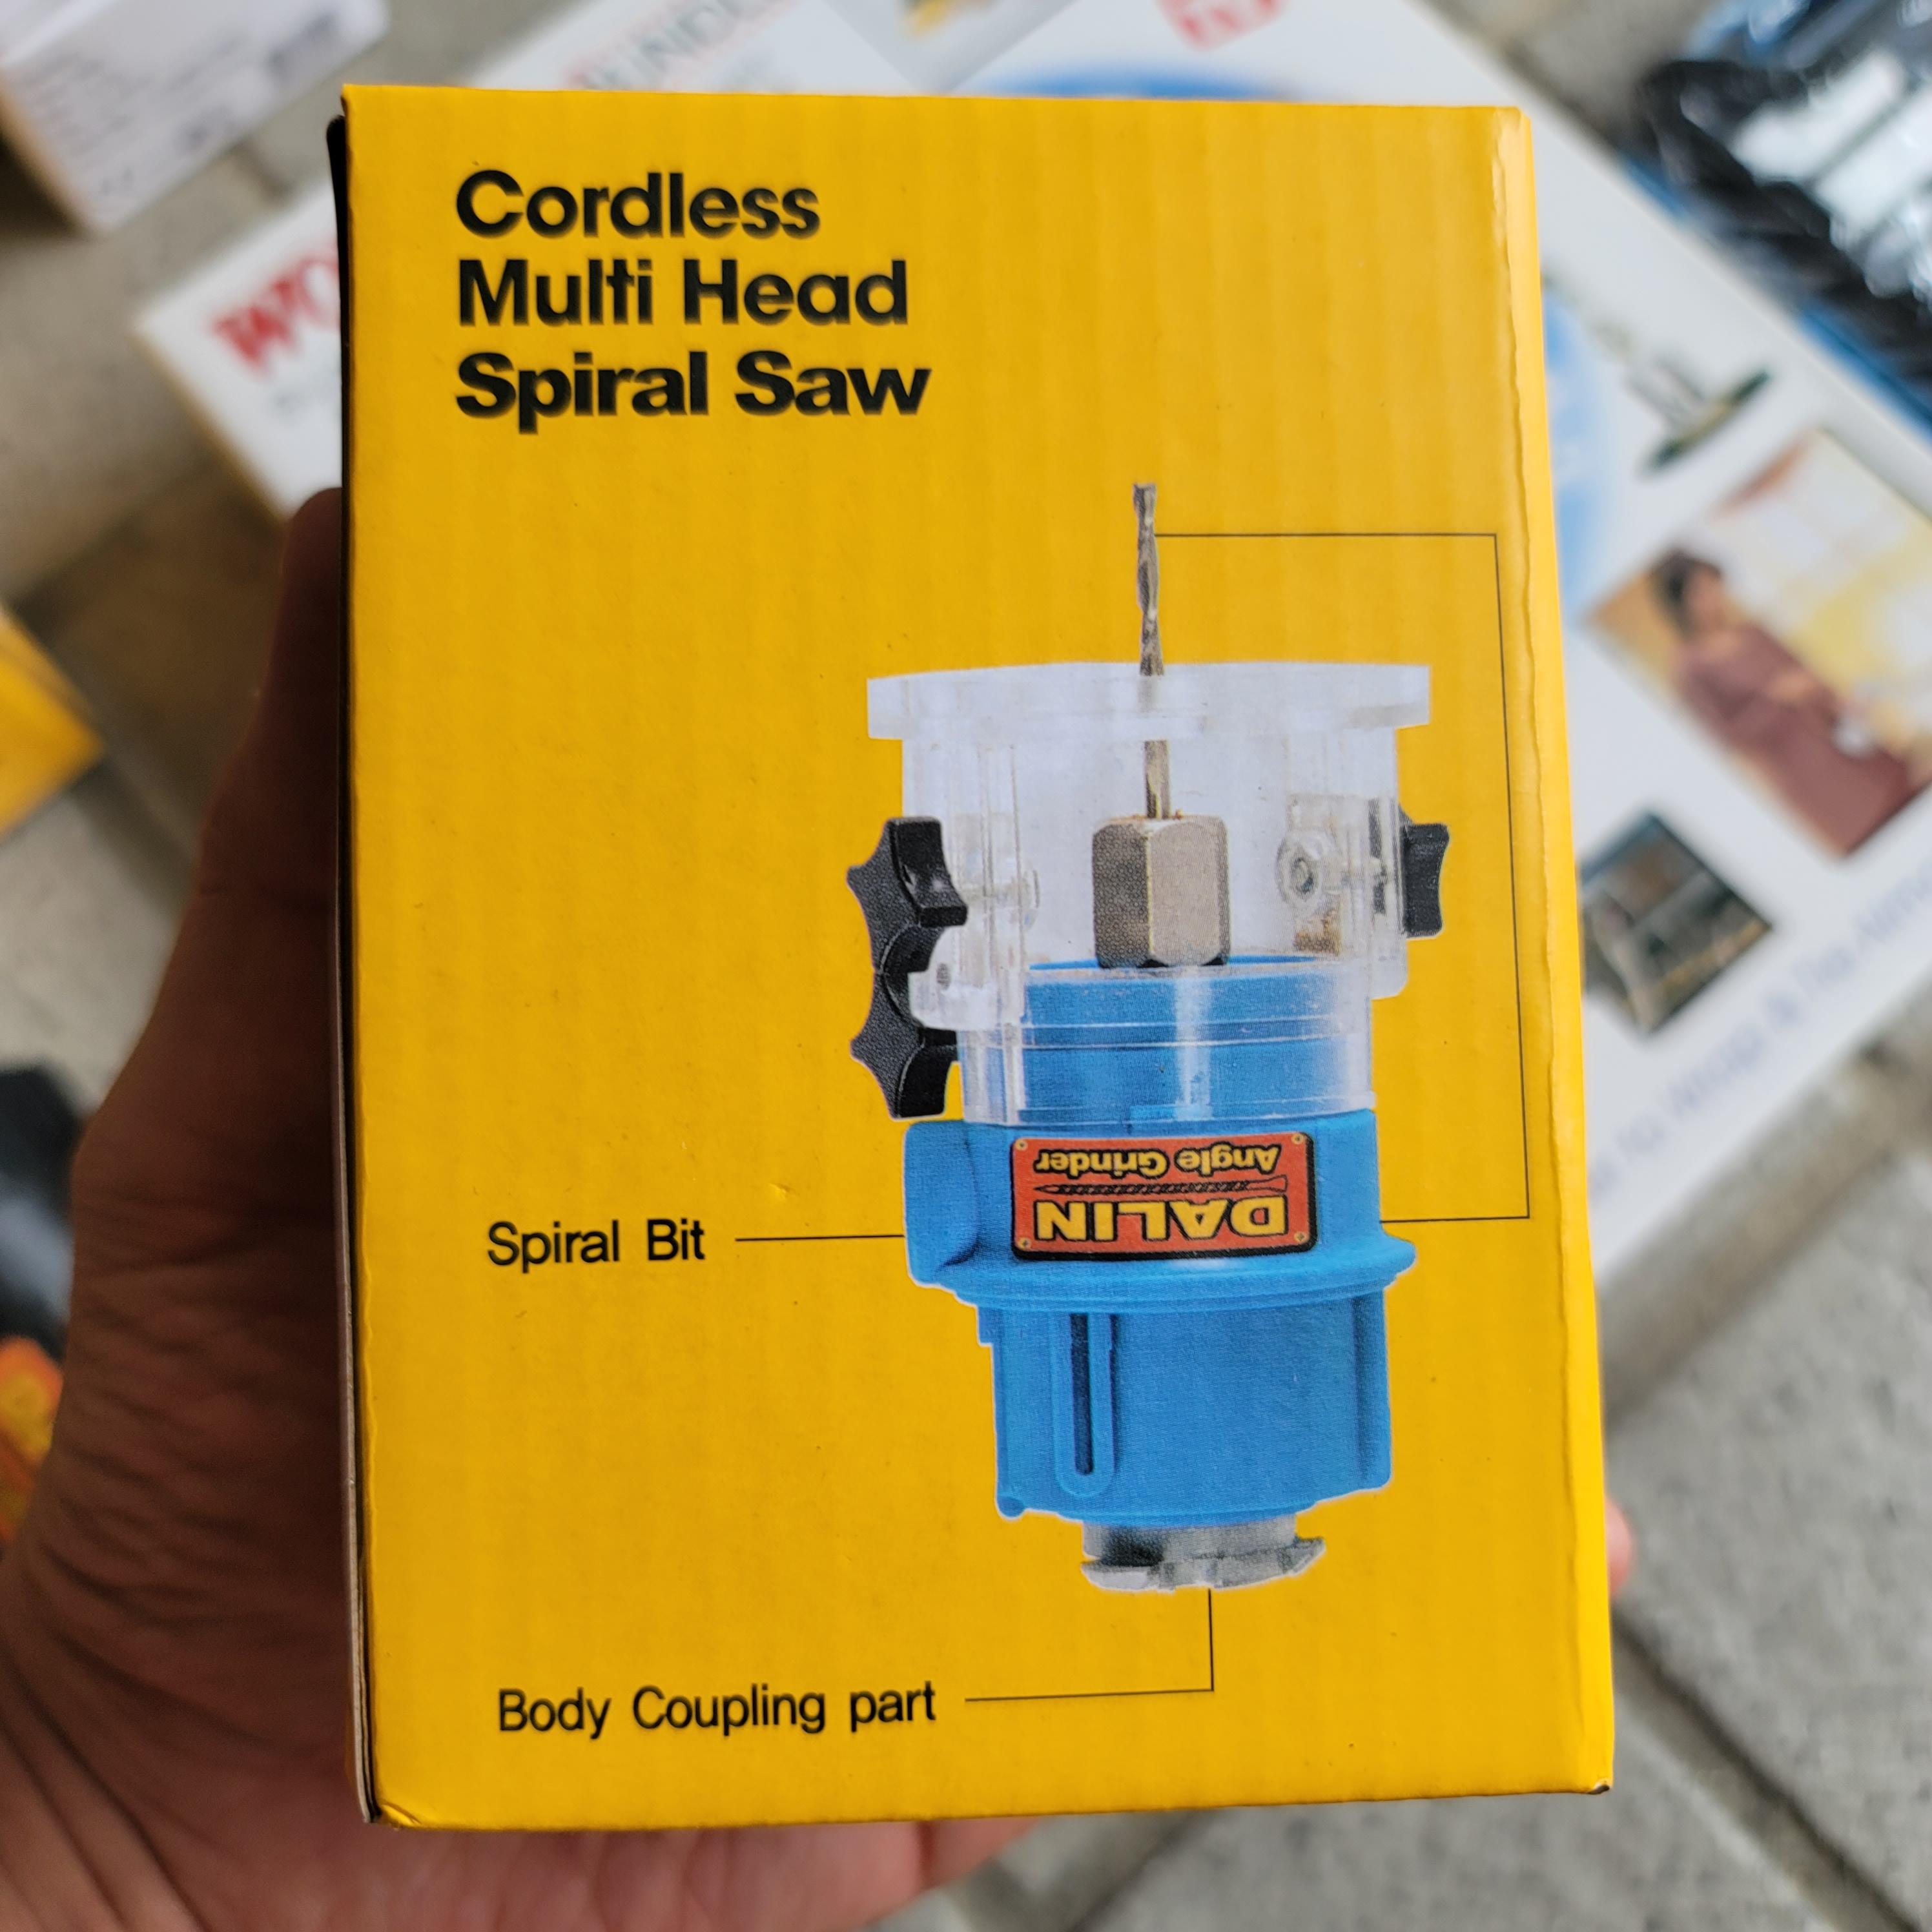 Cordless
Multi Head
Spiral Saw
Angle Grinder
DALIN
Spiral Bit
Body Coupling part